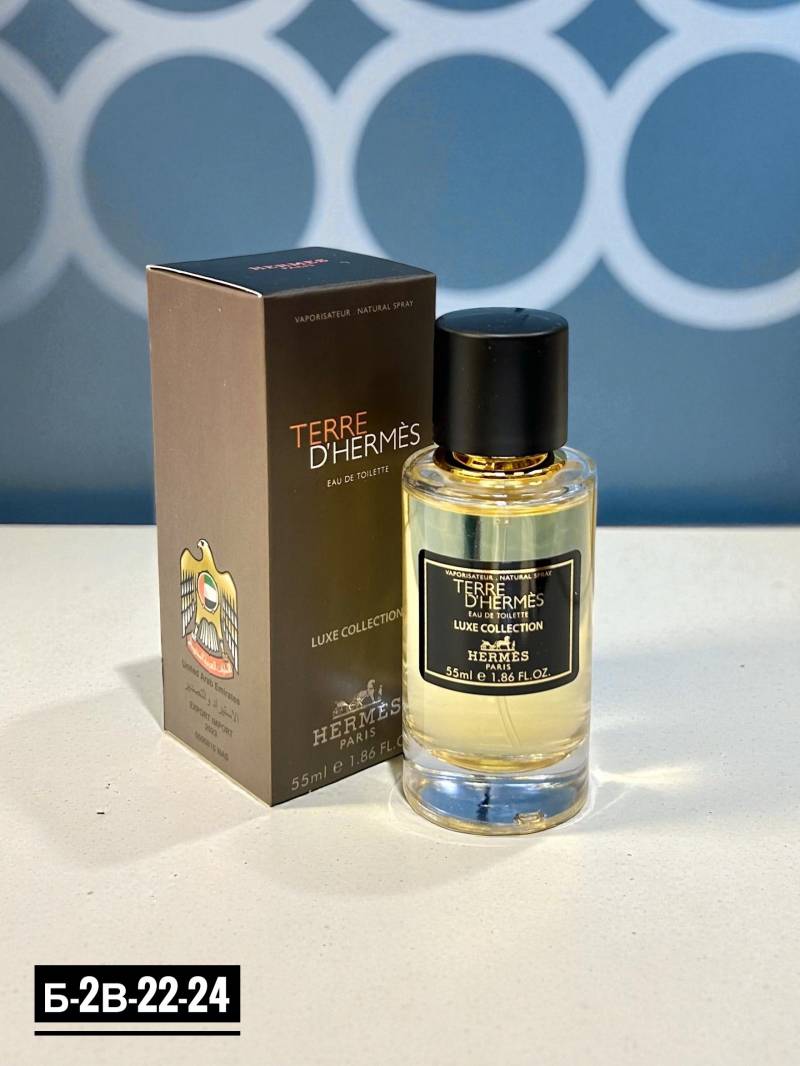 HERMÈS
PARIS
VAPORISATEUR . NATURAL SPRAY
TERRE
D'HERMÈS
EAU DE TOILETTE
LUXE COLLECTION
HERMÈS
PARIS
55ml e 1.86 FL.O
United Arab Emirates
EXPORT IMPORT
2023
VAPORISATEUR . NATURAL SPRAY
TERRE
D'HERMÈS
EAU DE TOILETTE
LUXE COLLECTION
HERMÈS
PARIS
55ml e 1.86 FL.OZ.
Б-2В-22-24